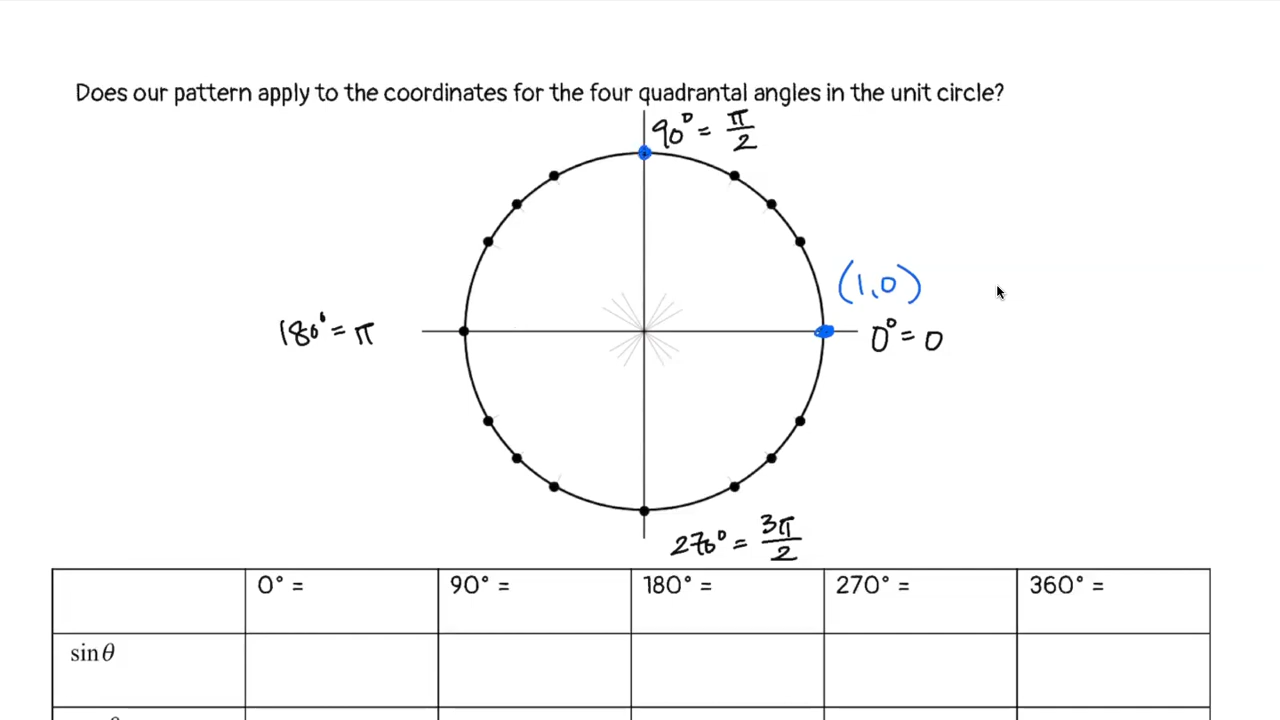 Does our pattern apply to the coordinates for the four quadrantal angles in the unit circle?
90° = π/2
(1,0)
180° = π
0° = 0
270° = 3π/2
0° = 90° = 180° = 270° = 360° =
sin θ